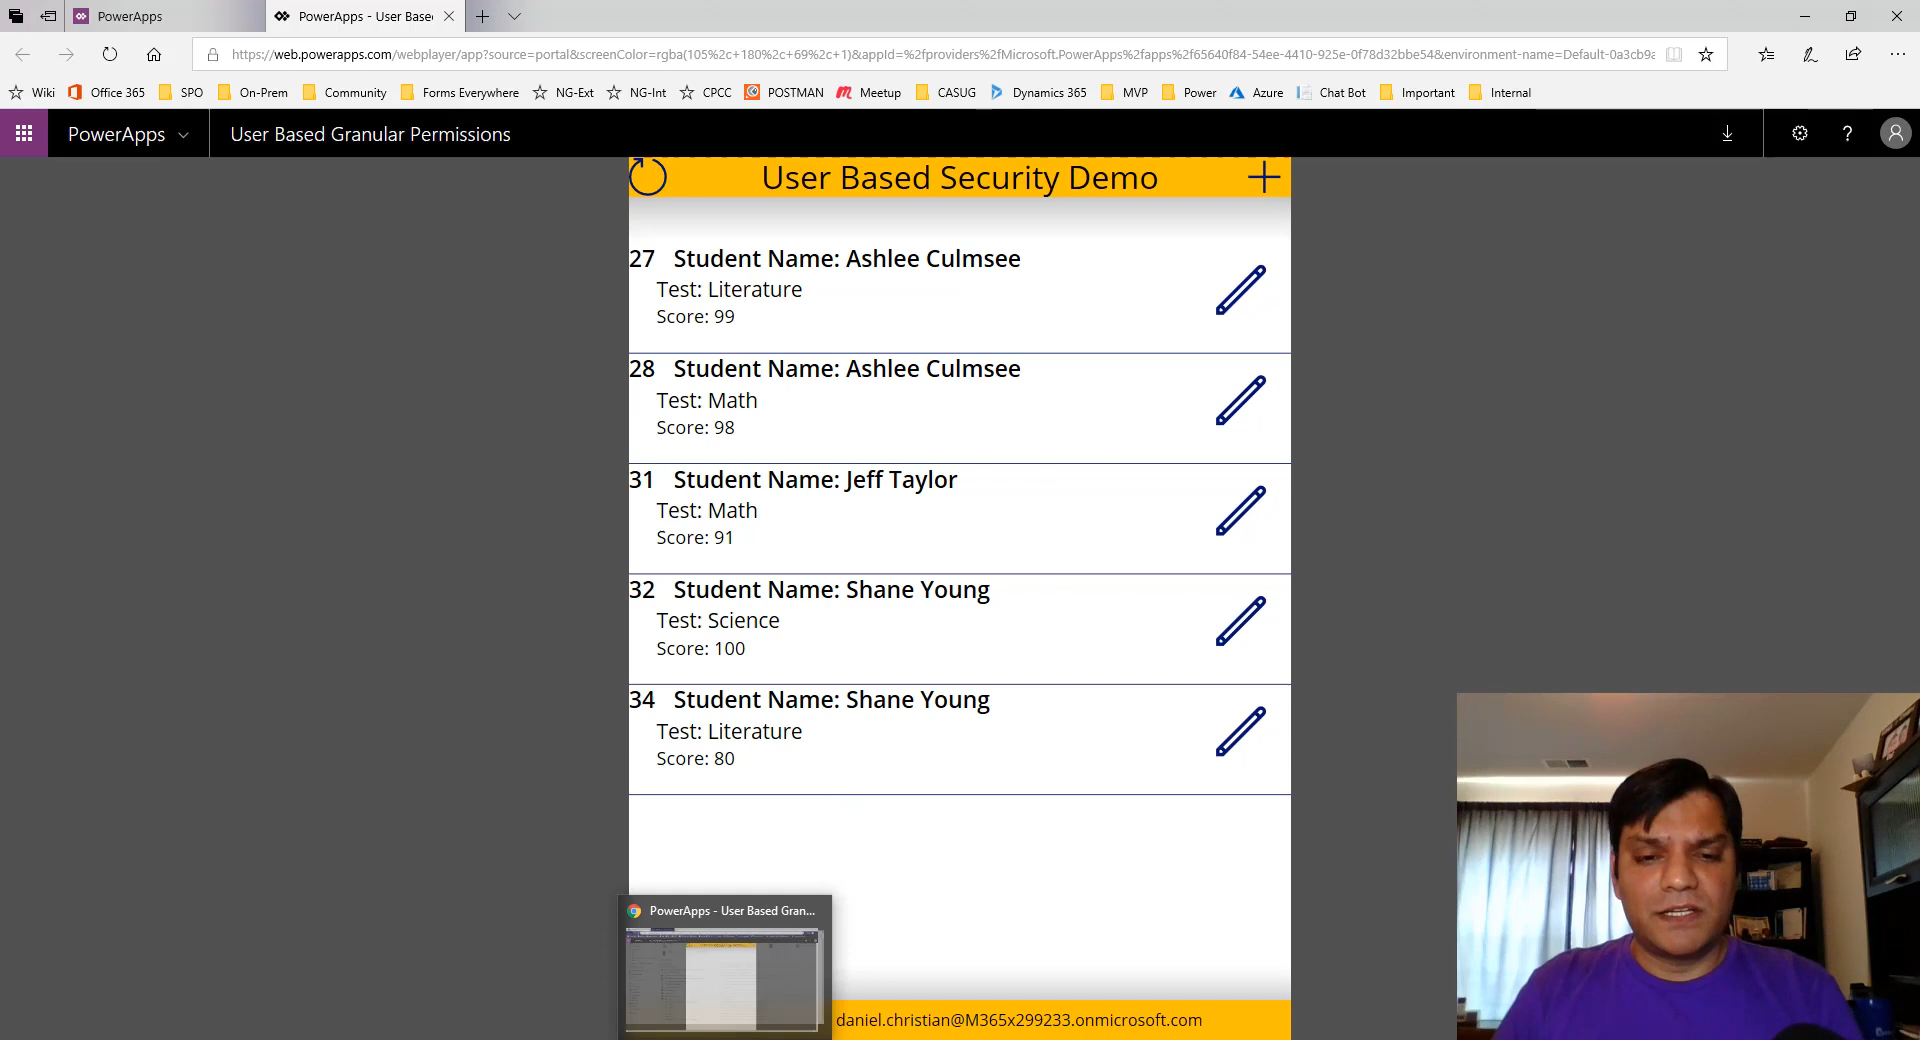 PowerApps
PowerApps - User Based
https://web.powerapps.com/webplayer/app?source=portal&screenColor=rgba(105%2c+180%2c+69%2c+1)&appId=%2fproviders%2fMicrosoft.PowerApps%2fapps%2f65640f84-54ee-4410-925e-0f78d32bbe54&environment-name=Default-0a3cb9a
Wiki Office 365 SPO On-Prem Community Forms Everywhere NG-Ext NG-Int CPCC POSTMAN Meetup CASUG Dynamics 365 MVP Power Azure Chat Bot Important Internal
PowerApps User Based Granular Permissions ?
User Based Security Demo
27 Student Name: Ashlee Culmsee
Test: Literature
Score: 99
28 Student Name: Ashlee Culmsee
Test: Math
Score: 98
31 Student Name: Jeff Taylor
Test: Math
Score: 91
32 Student Name: Shane Young
Test: Science
Score: 100
34 Student Name: Shane Young
Test: Literature
Score: 80
PowerApps - User Based Gran...
daniel.christian@M365x299233.onmicrosoft.com